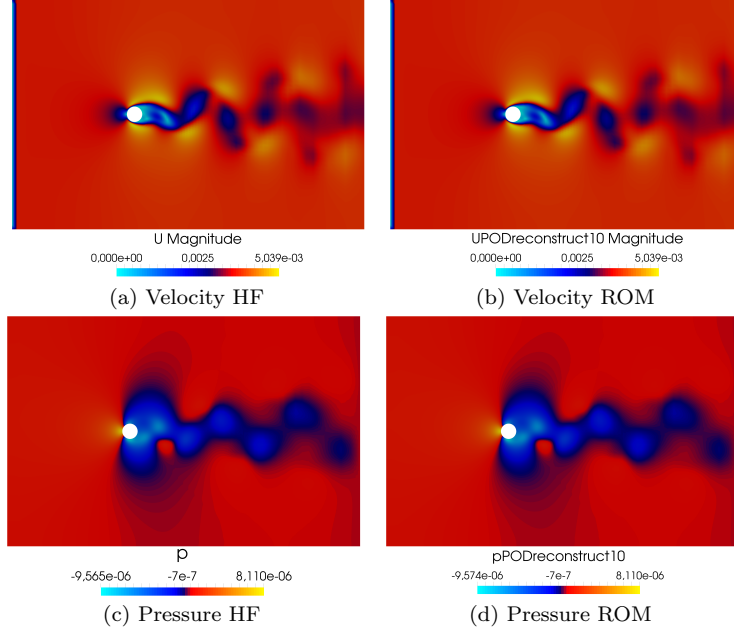 U Magnitude
0,000e+00 0.0025 5,039e-03
(a) Velocity HF
UPODreconstruct10 Magnitude
0,000e+00 0.0025 5,039e-03
(b) Velocity ROM
p
-9,565e-06 -7e-7 8,110e-06
(c) Pressure HF
pPODreconstruct10
-9,574e-06 -7e-7 8,110e-06
(d) Pressure ROM